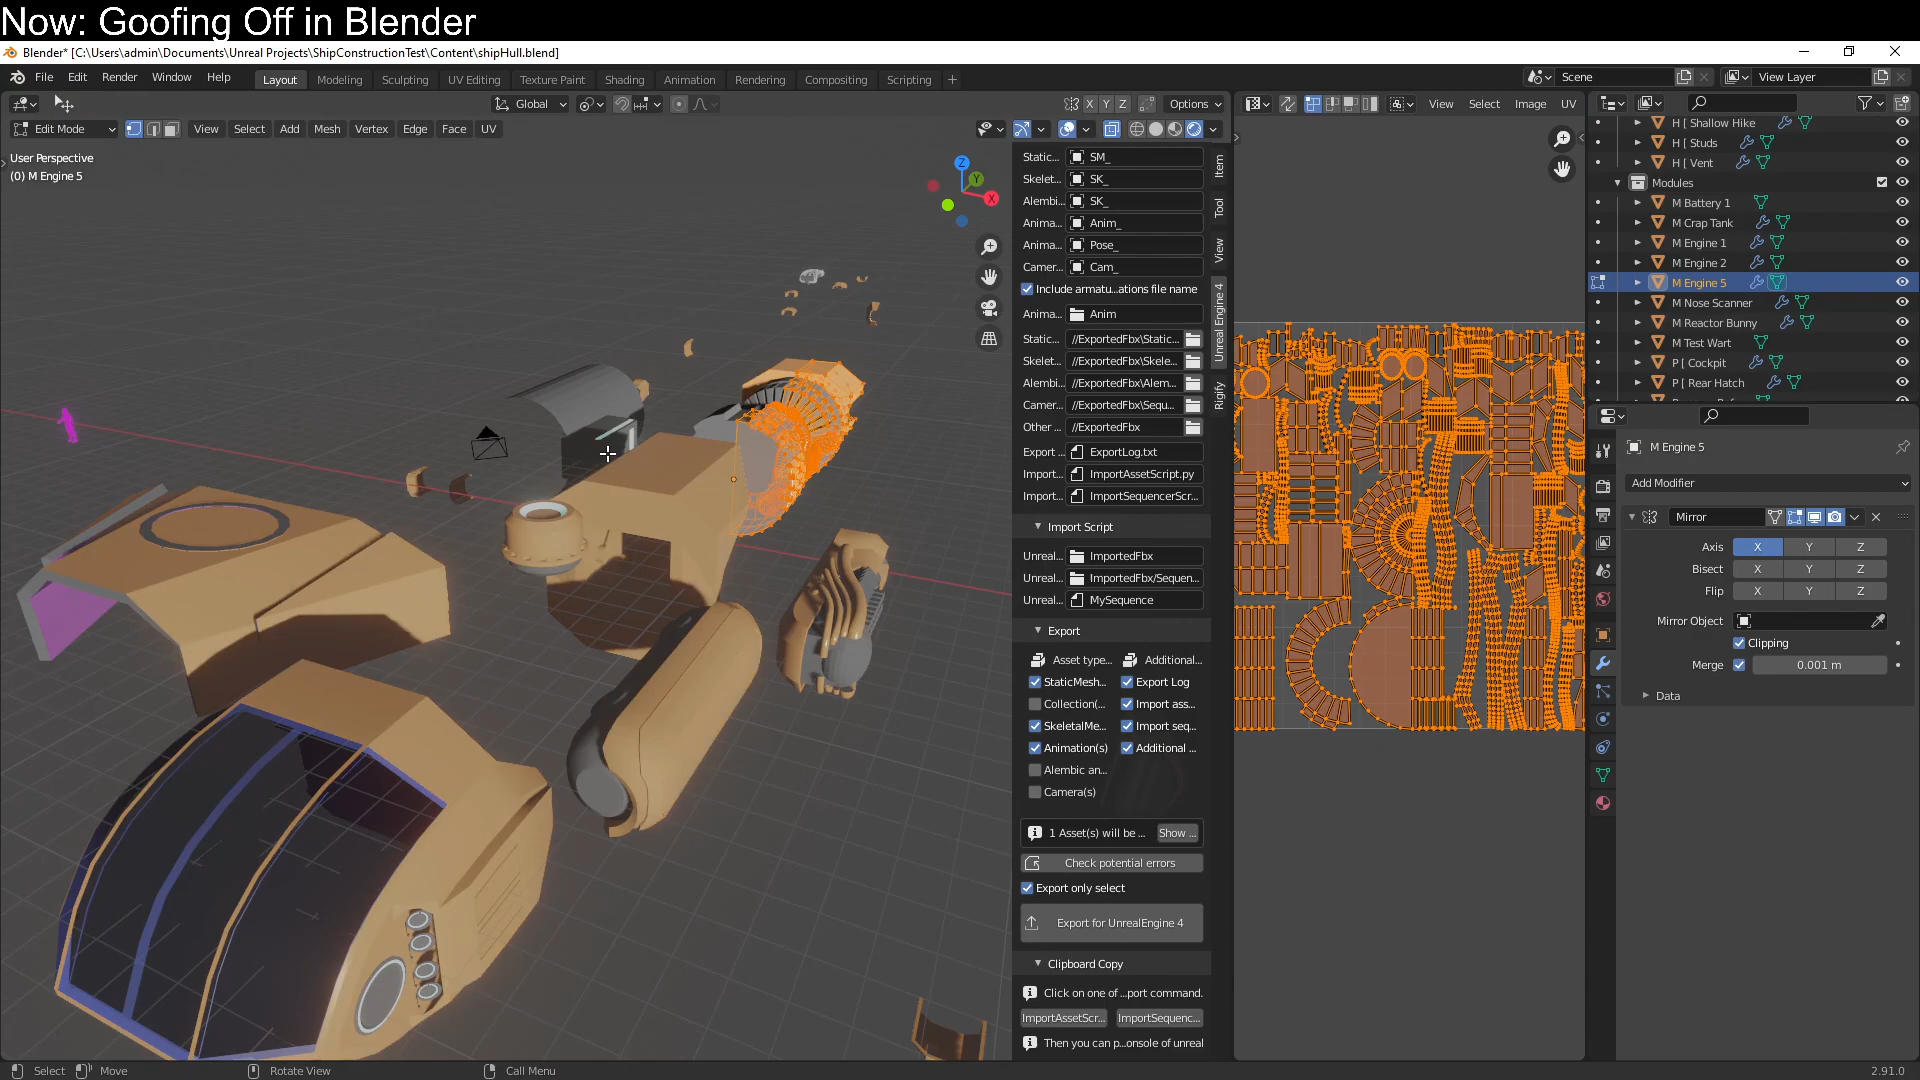 Now: Goofing Off in Blender
Blender* [C:\Users\admin\Documents\Unreal Projects\ShipConstructionTest\Content\shipHull.blend]
File Edit Render Window Help Layout Modeling Sculpting UV Editing Texture Paint Shading Animation Rendering Compositing Scripting + Scene View Layer
Global X Y Z Options View Select Image UV
Edit Mode View Select Add Mesh Vertex Edge Face UV
User Perspective
(0) M Engine 5
Z
Y
X
Static... SM_
Skelet... SK_
Alembi... SK_
Anima... Anim_
Anima... Pose_
Camer... Cam_
Include armatu...ations file name
Anima... Anim
Static... //ExportedFbx\Static...
Skelet... //ExportedFbx\Skele...
Alembi... //ExportedFbx\Alem...
Camer... //ExportedFbx\Sequ...
Other ... //ExportedFbx
Export ... ExportLog.txt
Import... ImportAssetScript.py
Import... ImportSequencerScr...
Import Script
Unreal... ImportedFbx
Unreal... ImportedFbx/Sequen...
Unreal... MySequence
Export
Asset type... Additional...
StaticMesh... Export Log
Collection(... Import ass...
SkeletalMe... Import seq...
Animation(s) Additional ...
Alembic an...
Camera(s)
1 Asset(s) will be ... Show ...
Check potential errors
Export only select
Export for UnrealEngine 4
Clipboard Copy
Click on one of ...port command.
ImportAssetScr... ImportSequenc...
Then you can p...onsole of unreal
Item
Tool
View
Unreal Engine 4
Rigify
H [ Shallow Hike
H [ Studs
H [ Vent
Modules
M Battery 1
M Crap Tank
M Engine 1
M Engine 2
M Engine 5
M Nose Scanner
M Reactor Bunny
M Test Wart
P [ Cockpit
P [ Rear Hatch
M Engine 5
Add Modifier
Mirror
Axis X Y Z
Bisect X Y Z
Flip X Y Z
Mirror Object
Clipping
Merge 0.001 m
Data
Select Move Rotate View Call Menu 2.91.0